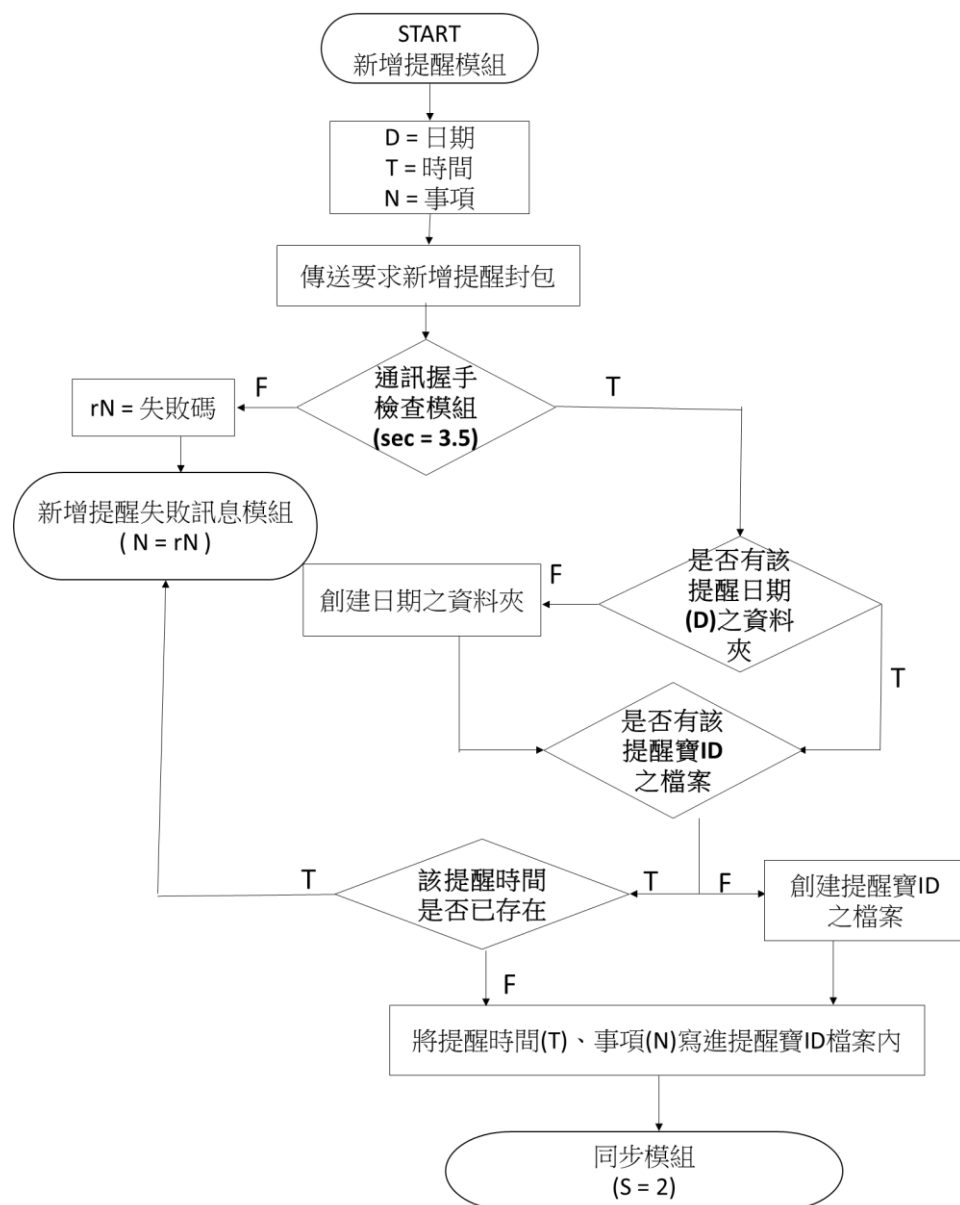 START
新增提醒模組
D = 日期
T = 時間
N = 事項
傳送要求新增提醒封包
通訊握手
檢查模組
(sec = 3.5)
F
T
rN = 失敗碼
新增提醒失敗訊息模組
( N = rN )
是否有該
提醒日期
(D)之資料
夾
F
創建日期之資料夾
T
是否有該
提醒寶ID
之檔案
T
該提醒時間
是否已存在
T
F
創建提醒寶ID
之檔案
F
將提醒時間(T)、事項(N)寫進提醒寶ID檔案內
同步模組
(S = 2)